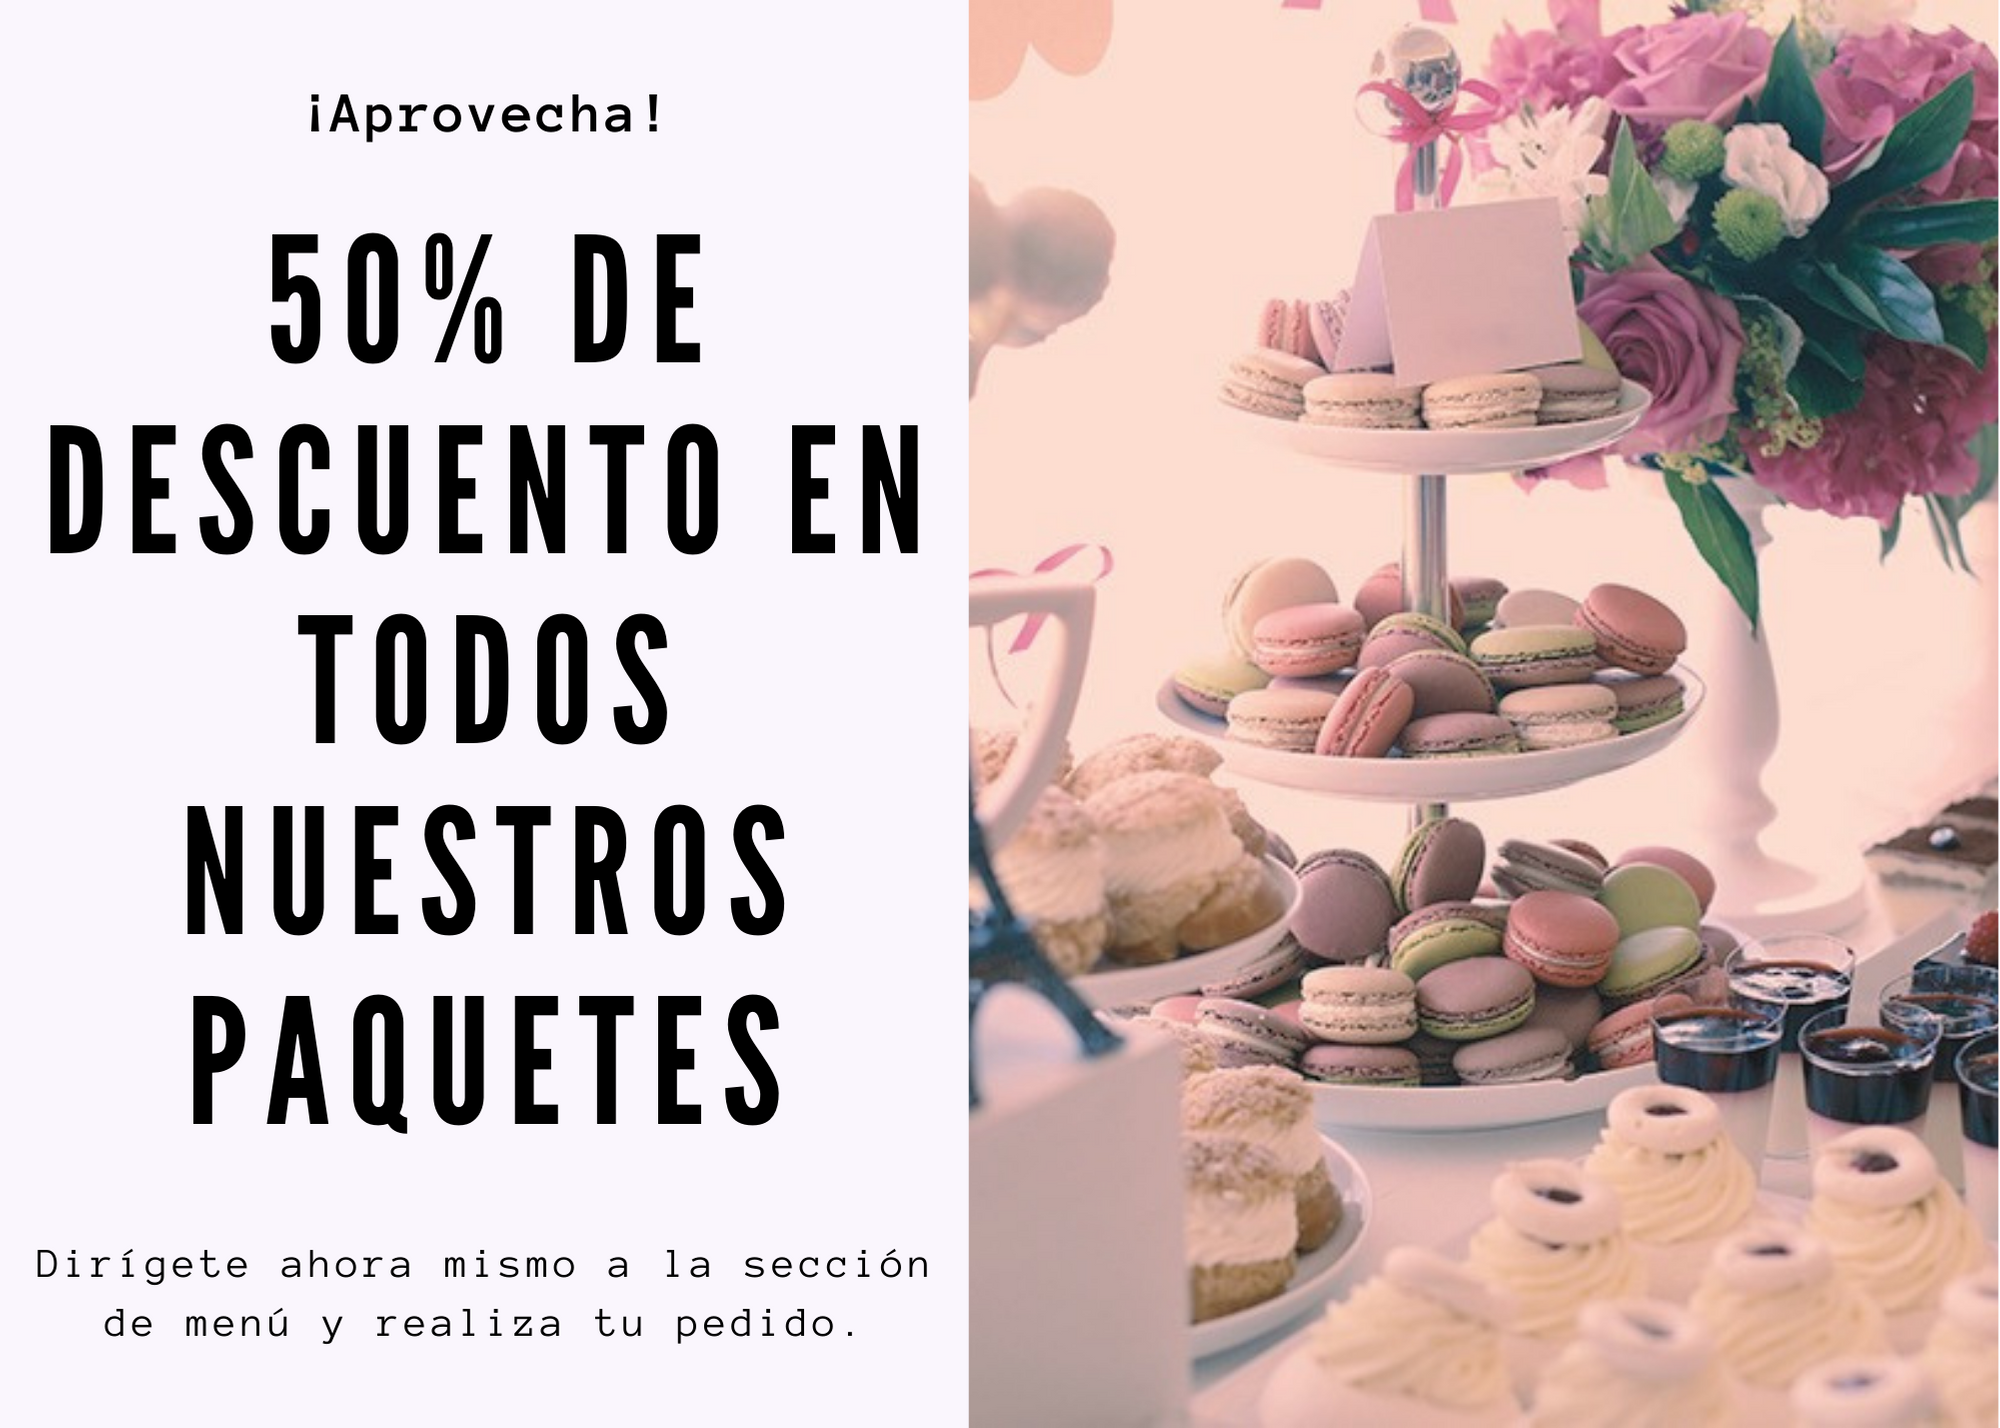 ¡Aprovecha!
50% DE
DESCUENTO EN
TODOS
NUESTROS
PAQUETES
Dirígete ahora mismo a la sección
de menú y realiza tu pedido.